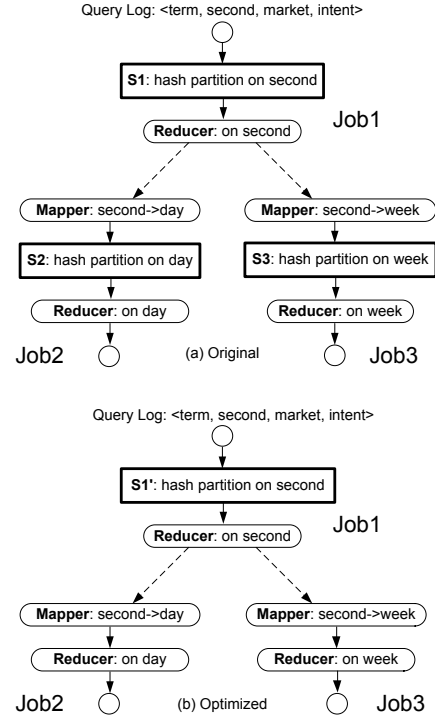 Query Log: <term, second, market, intent>
S1: hash partition on second
Reducer: on second
Job1
Mapper: second->day
Mapper: second->week
S2: hash partition on day
S3: hash partition on week
Reducer: on day
Reducer: on week
Job2
(a) Original
Job3
Query Log: <term, second, market, intent>
S1': hash partition on second
Reducer: on second
Job1
Mapper: second->day
Mapper: second->week
Reducer: on day
Reducer: on week
Job2
(b) Optimized
Job3